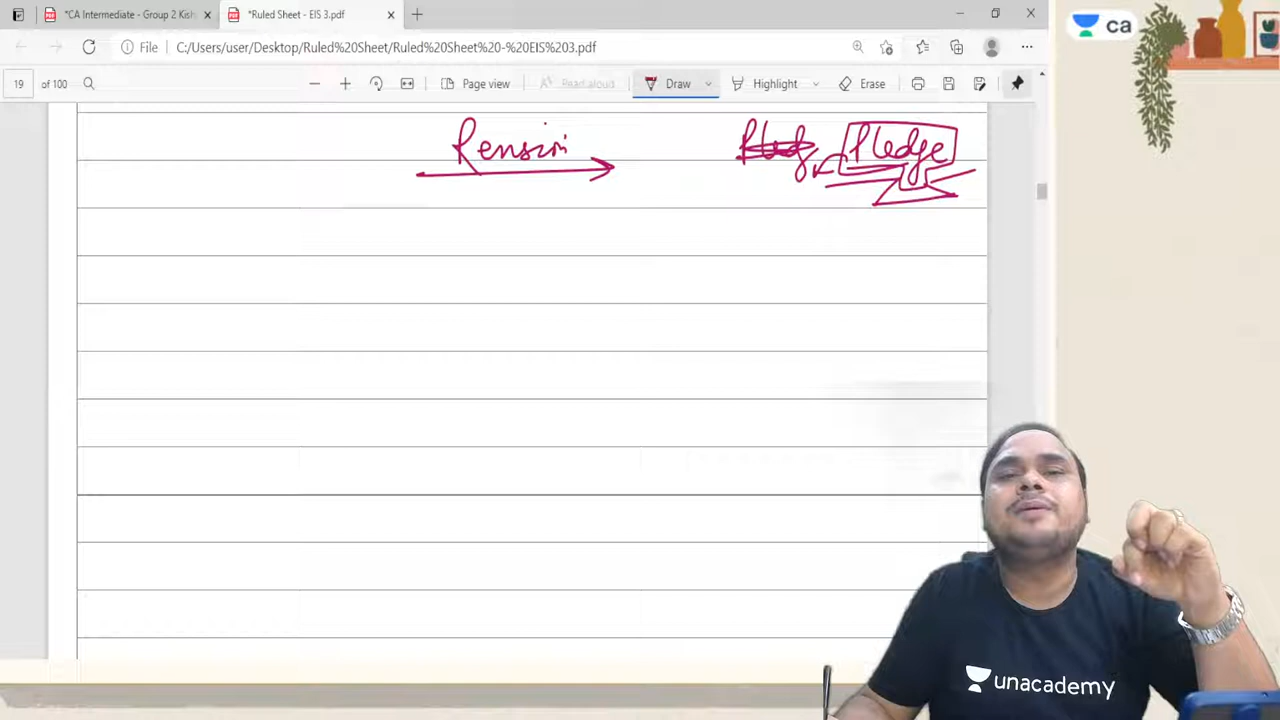 *CA Intermediate - Group 2 Kish
*Ruled Sheet - EIS 3.pdf
File
C:/Users/user/Desktop/Ruled%20Sheet/Ruled%20Sheet%20-%20EIS%203.pdf
19 of 100
Page view
Read aloud
Draw
Highlight
Erase
ca
Pension
Pledge
unacademy